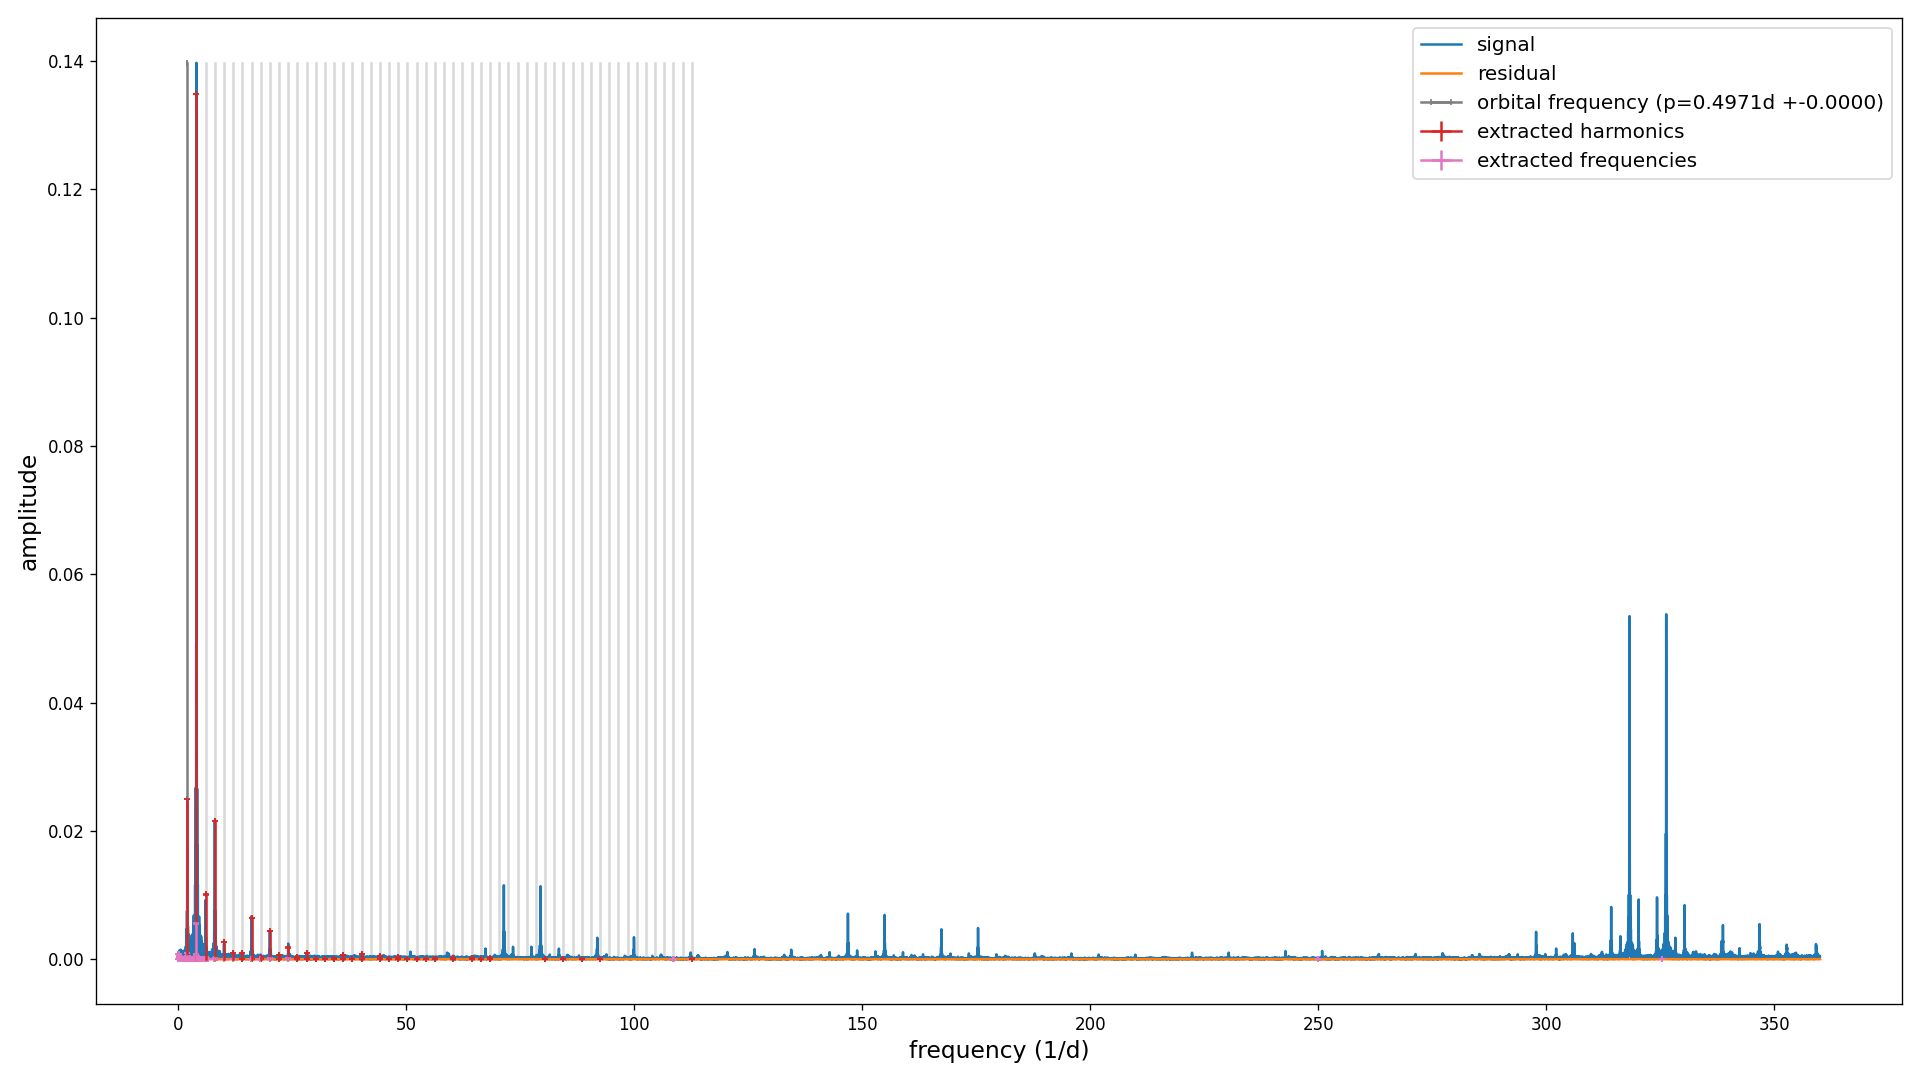 0.14
0.12
0.10
0.08
0.06
0.04
0.02
0.00
amplitude
signal
residual
orbital frequency (p=0.4971d +-0.0000)
extracted harmonics
extracted frequencies
0 50 100 150 200 250 300 350
frequency (1/d)